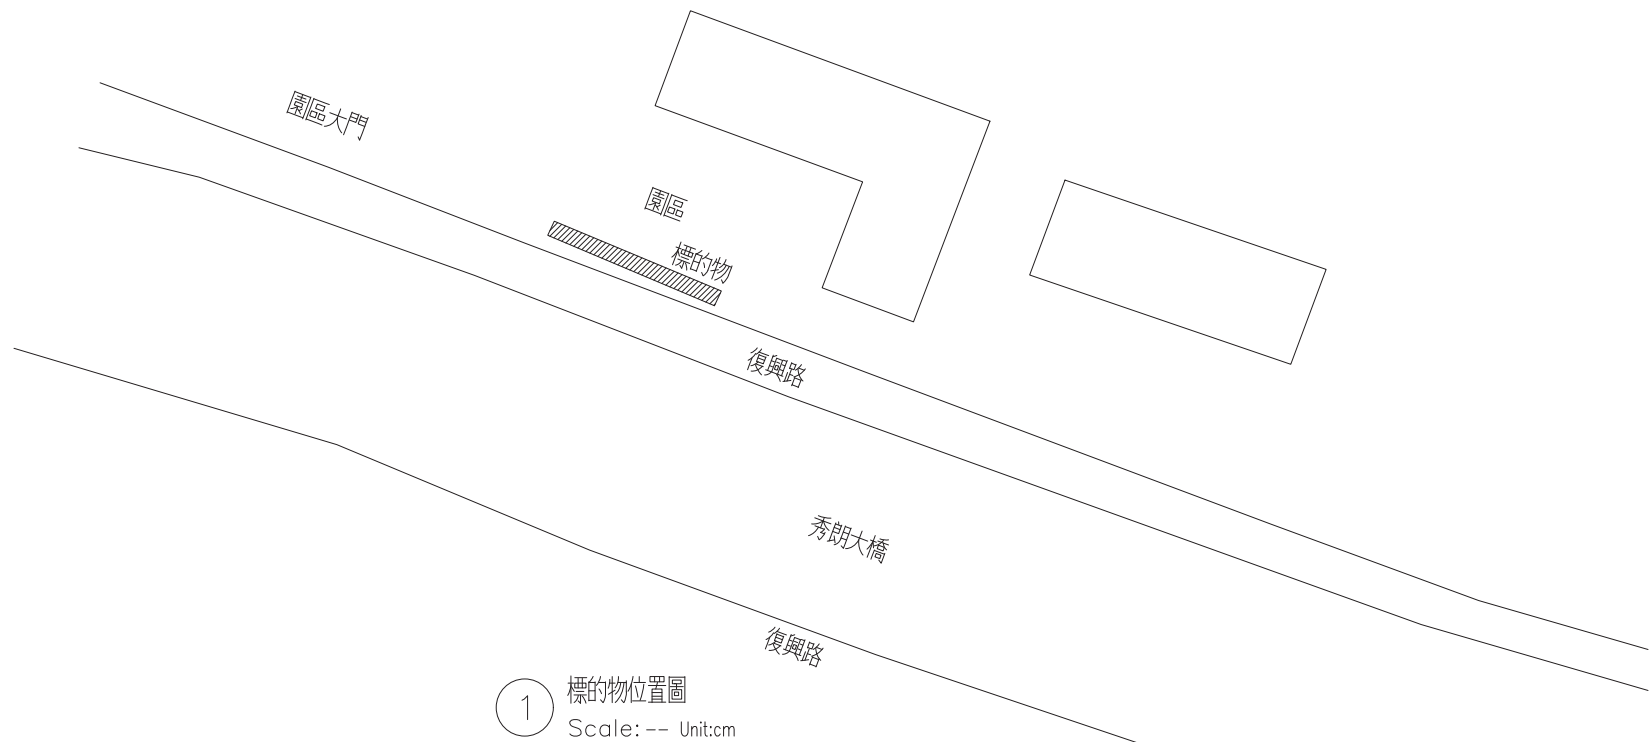 園區大門
園區
標的物
復興路
秀朗大橋
復興路
1
標的物位置圖
Scale: -- Unit:cm